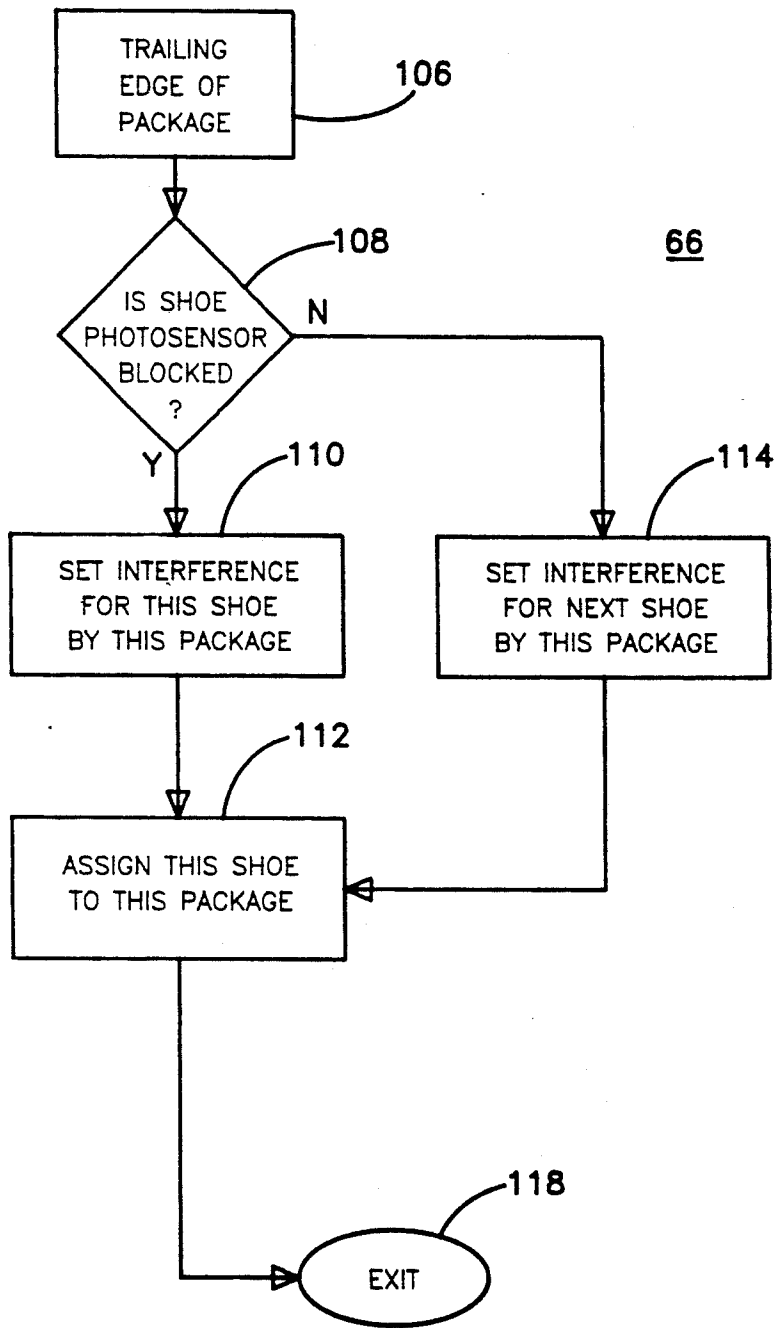 TRAILING
EDGE OF
PACKAGE
106
108
66
IS SHOE
PHOTOSENSOR
BLOCKED
?
N
Y
110
114
SET INTERFERENCE
FOR THIS SHOE
BY THIS PACKAGE
SET INTERFERENCE
FOR NEXT SHOE
BY THIS PACKAGE
112
ASSIGN THIS SHOE
TO THIS PACKAGE
118
EXIT